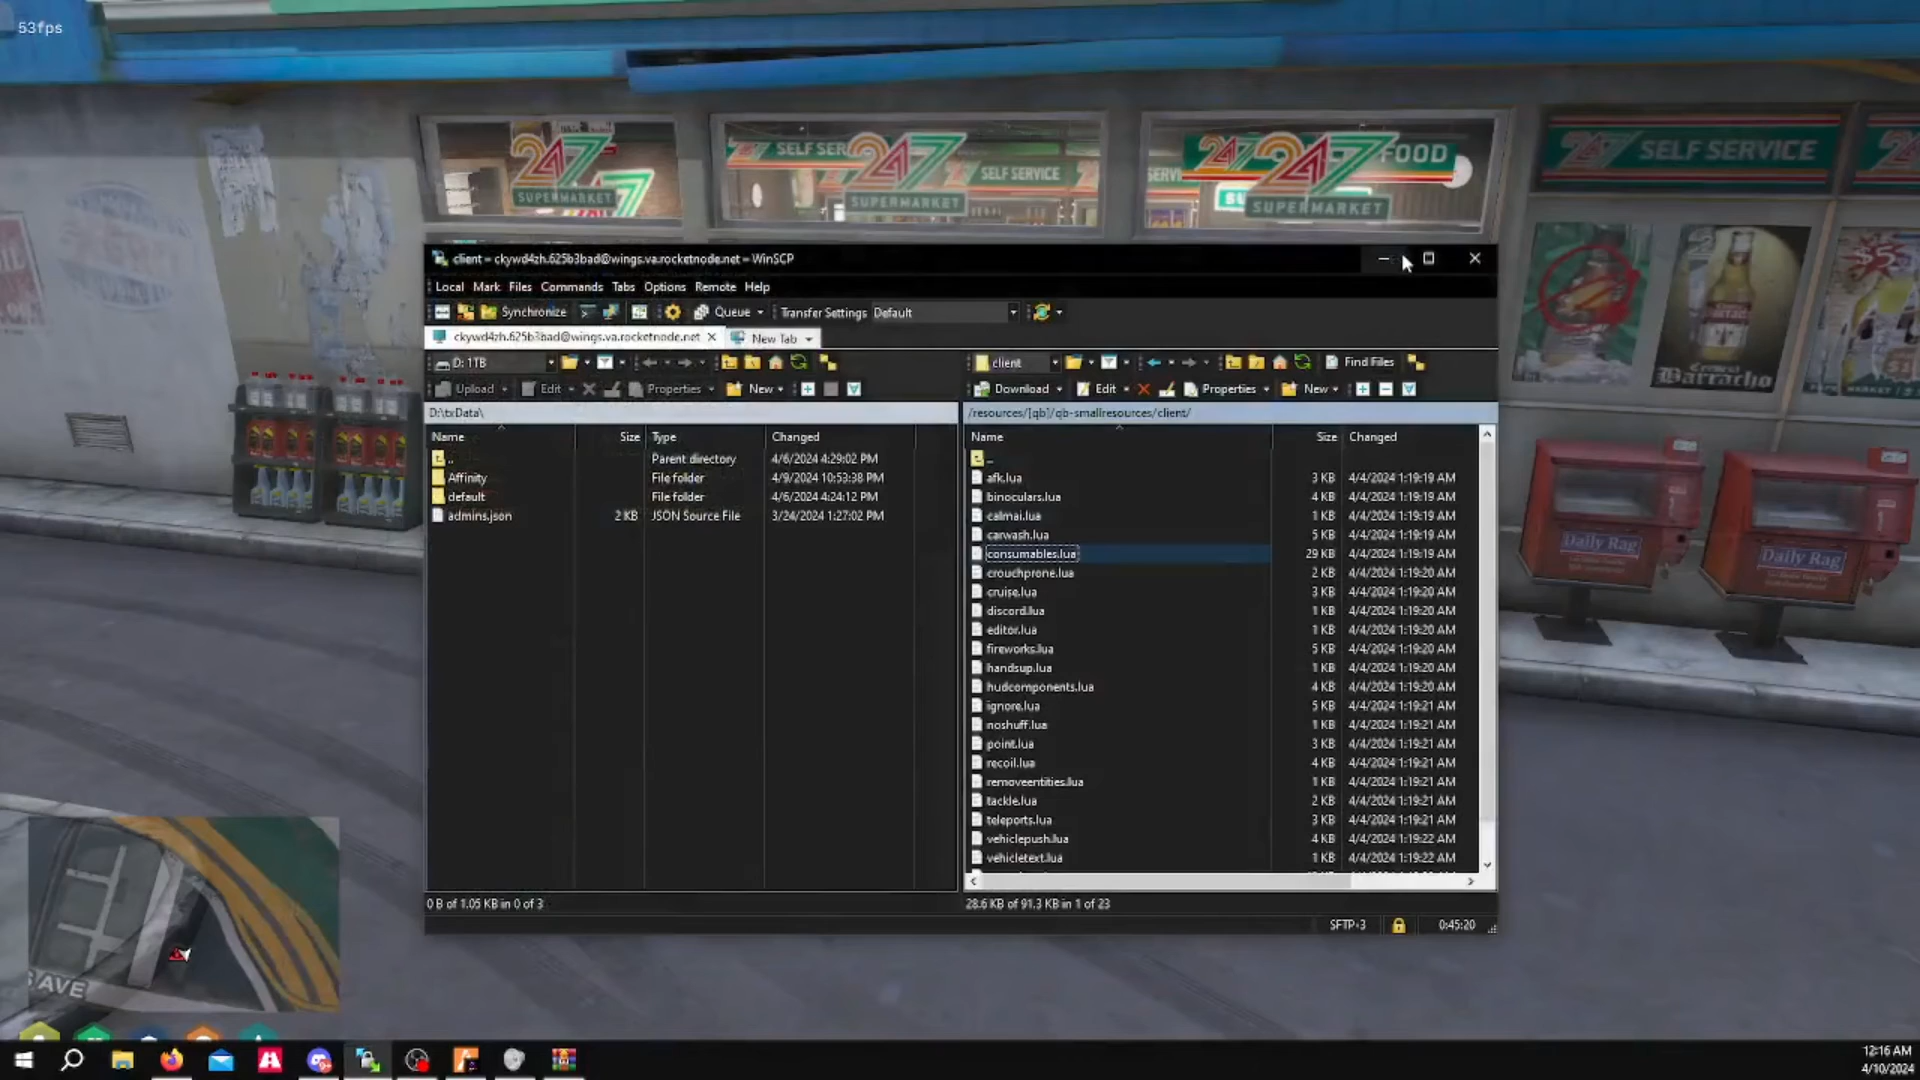 53fps
247 SUPERMARKET
SELF SER
247 SUPERMARKET
SELF SERVICE
247 FOOD
SUPERMARKET
247 SELF SERVICE
$5
Barracho
Daily Rag
Daily Rag
client – ckywd4zh.625b3bad@wings.va.rocketnode.net – WinSCP
Local Mark Files Commands Tabs Options Remote Help
Synchronize Queue Transfer Settings Default
ckywd4zh.625b3bad@wings.va.rocketnode.net New Tab
D: 1TB client Find Files
Upload Edit Properties New Download Edit Properties New
D:\txData\
Name Size Type Changed
.. Parent directory 4/6/2024 4:29:02 PM
Affinity File folder 4/9/2024 10:53:38 PM
default File folder 4/6/2024 4:24:12 PM
admins.json 2 KB JSON Source File 3/24/2024 1:27:02 PM
0 B of 1.05 KB in 0 of 3
/resources/[qb]/qb-smallresources/client/
Name Size Changed
..
afk.lua 3 KB 4/4/2024 1:19:19 AM
binoculars.lua 4 KB 4/4/2024 1:19:19 AM
calmai.lua 1 KB 4/4/2024 1:19:19 AM
carwash.lua 5 KB 4/4/2024 1:19:19 AM
consumables.lua 29 KB 4/4/2024 1:19:19 AM
crouchprone.lua 2 KB 4/4/2024 1:19:20 AM
cruise.lua 3 KB 4/4/2024 1:19:20 AM
discord.lua 1 KB 4/4/2024 1:19:20 AM
editor.lua 1 KB 4/4/2024 1:19:20 AM
fireworks.lua 5 KB 4/4/2024 1:19:20 AM
handsup.lua 1 KB 4/4/2024 1:19:20 AM
hudcomponents.lua 4 KB 4/4/2024 1:19:20 AM
ignore.lua 5 KB 4/4/2024 1:19:21 AM
noshuff.lua 1 KB 4/4/2024 1:19:21 AM
point.lua 3 KB 4/4/2024 1:19:21 AM
recoil.lua 4 KB 4/4/2024 1:19:21 AM
removeentities.lua 1 KB 4/4/2024 1:19:21 AM
tackle.lua 2 KB 4/4/2024 1:19:21 AM
teleports.lua 3 KB 4/4/2024 1:19:21 AM
vehiclepush.lua 4 KB 4/4/2024 1:19:22 AM
vehicletext.lua 1 KB 4/4/2024 1:19:22 AM
28.6 KB of 91.3 KB in 1 of 23
SFTP-3 0:45:20
AVE
12:16 AM
4/10/2024